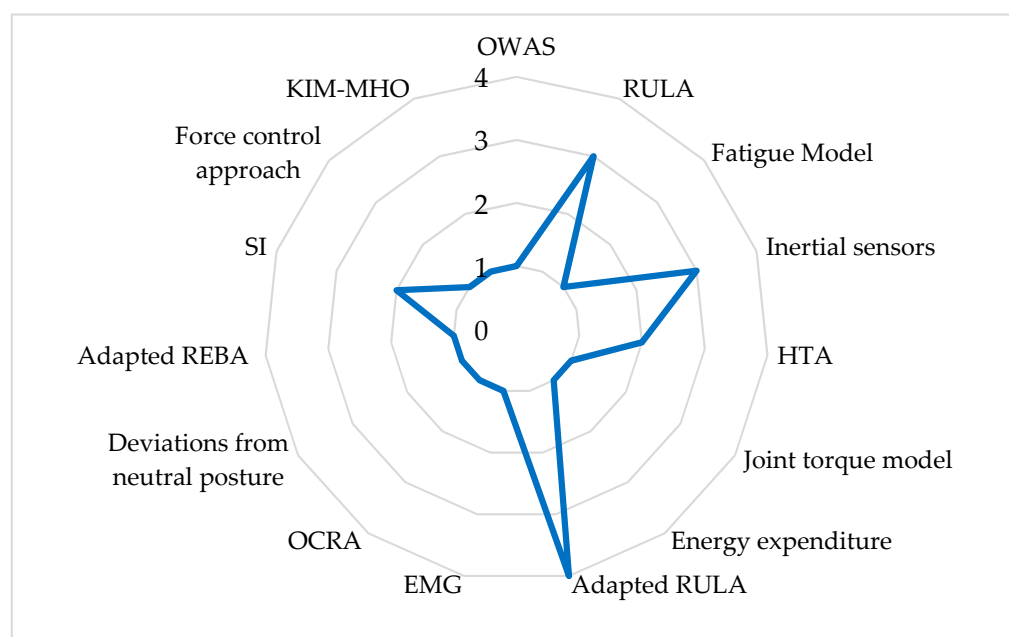 OWAS
RULA
Fatigue Model
Inertial sensors
HTA
Joint torque model
Energy expenditure
Adapted RULA
EMG
OCRA
Deviations from
neutral posture
Adapted REBA
SI
Force control
approach
KIM-MHO
4
3
2
1
0